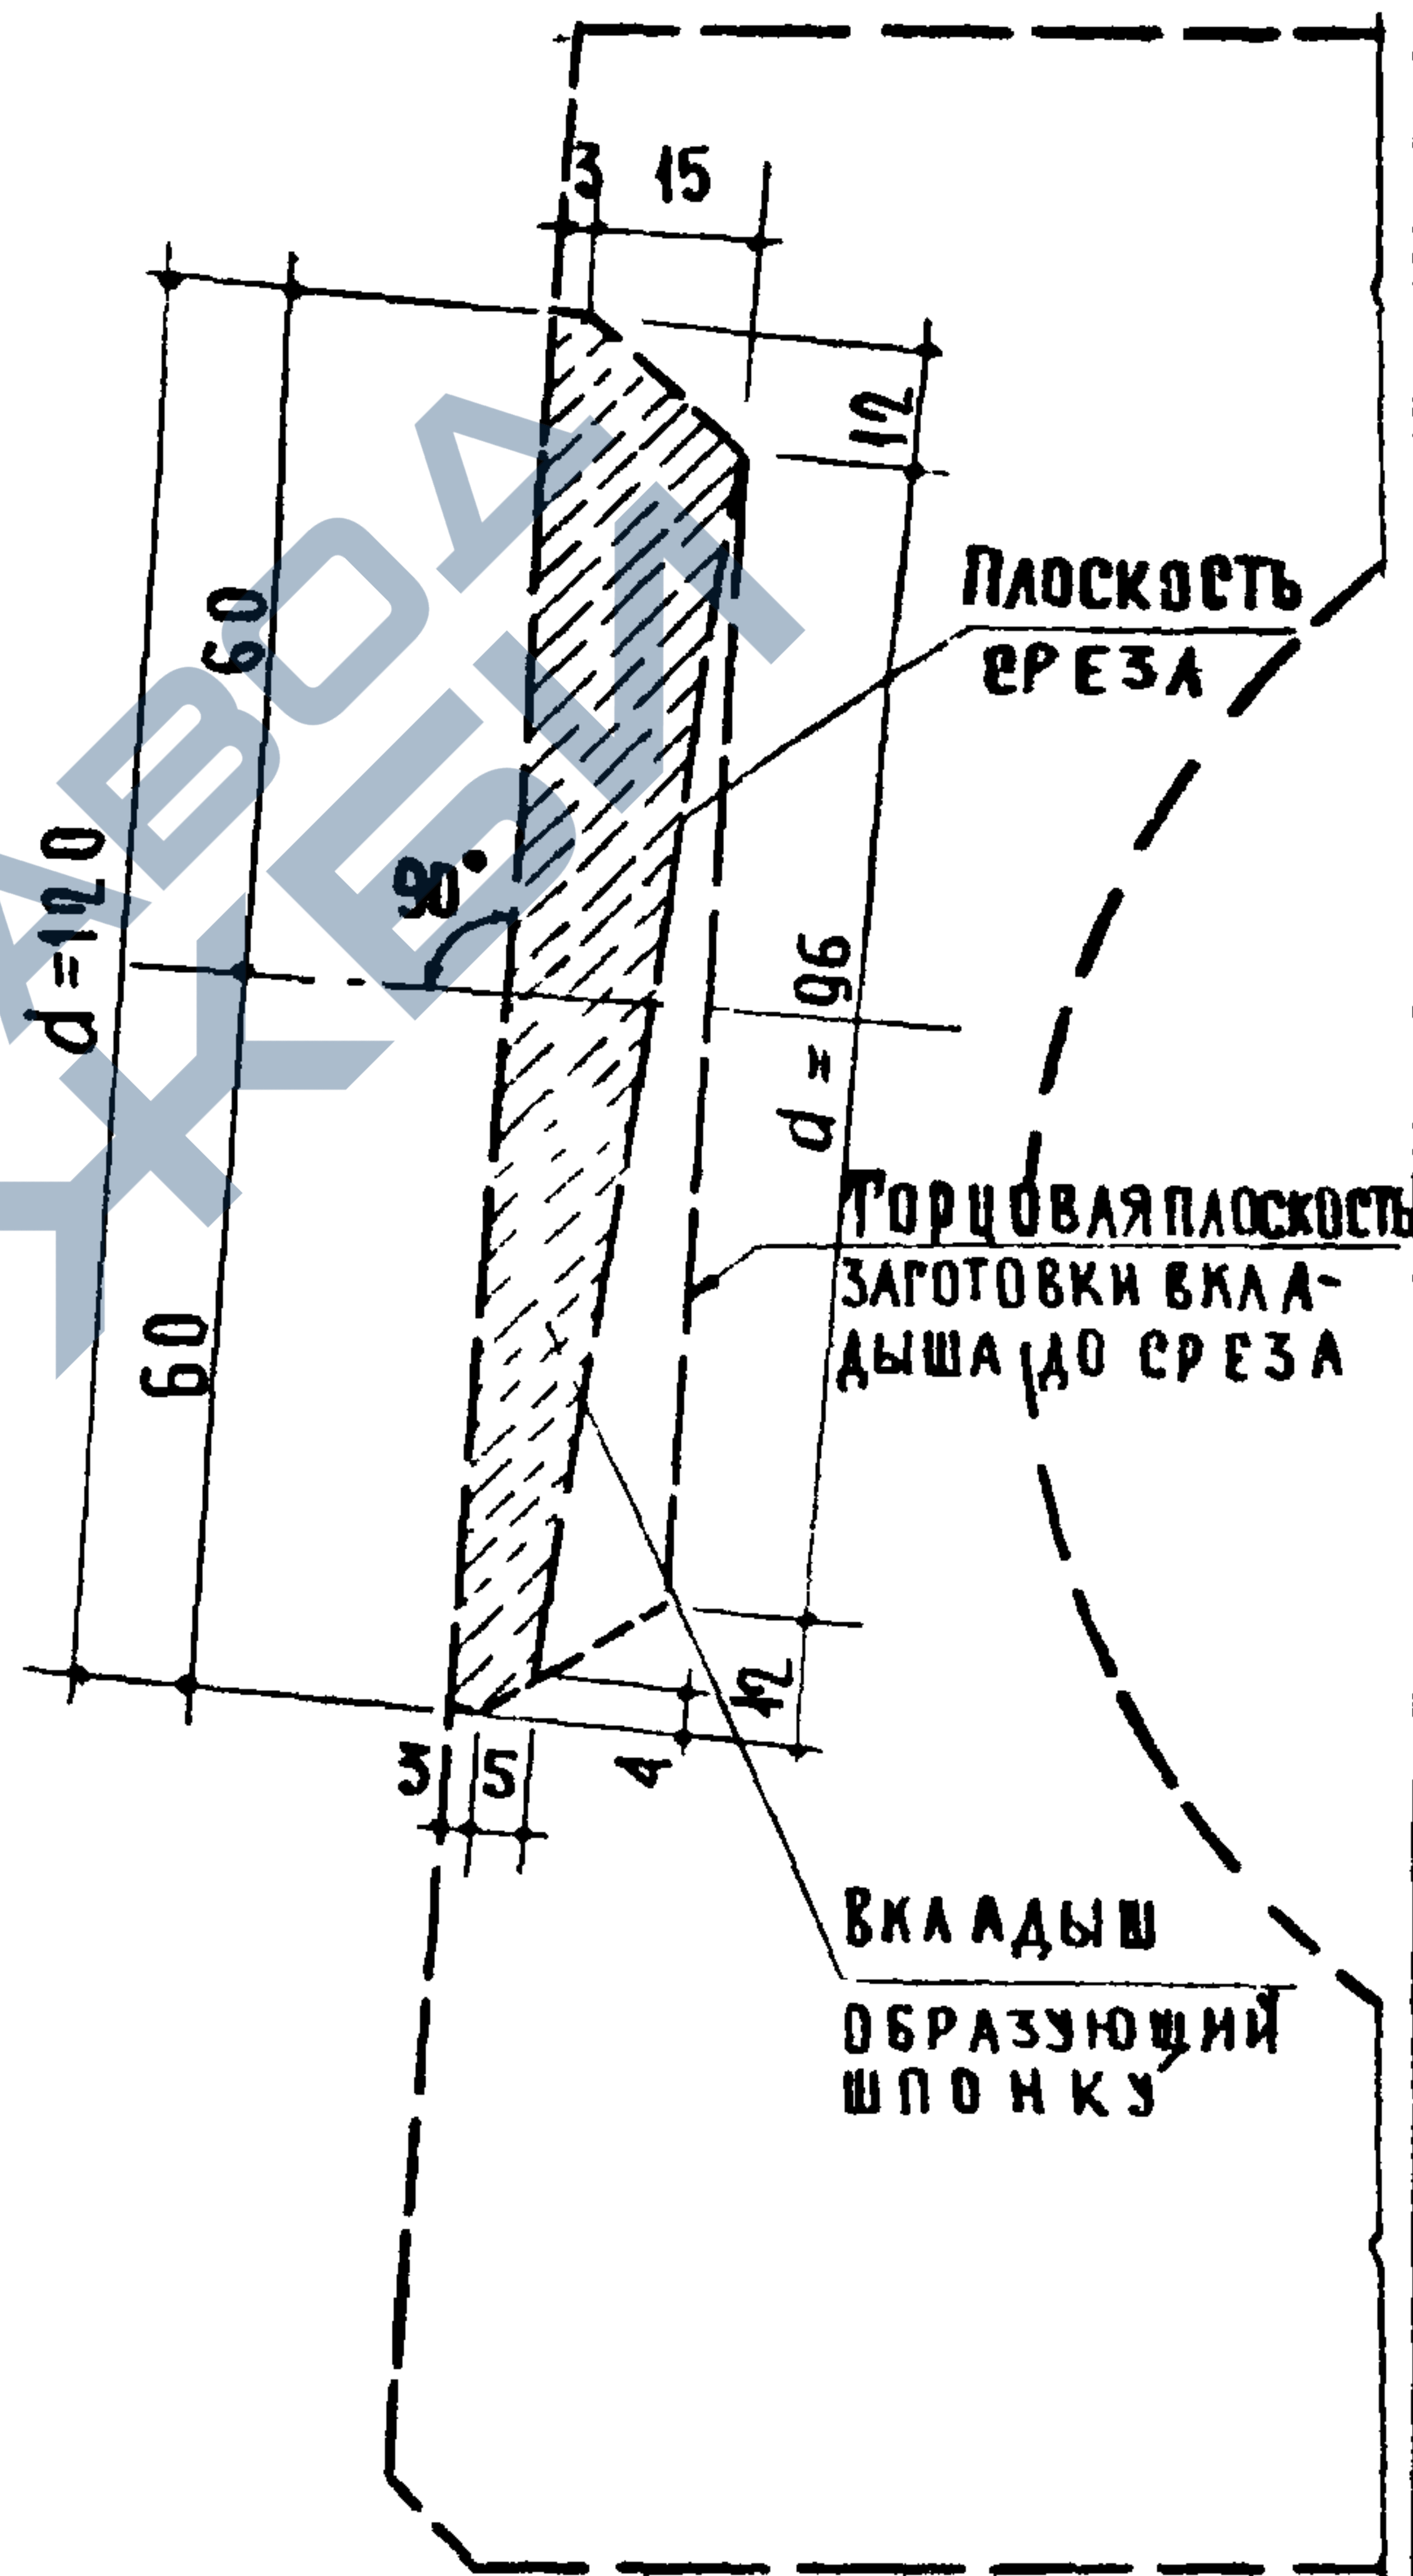 3 15
12
60
ПЛОСКОСТЬ
СРЕЗА
d=120
90°
d=96
ТОРЦОВАЯ ПЛОСКОСТЬ
ЗАГОТОВКИ ВКЛА-
ДЫША ДО СРЕЗА
60
12
3 5 4
ВКЛАДЫШ
ОБРАЗУЮЩИЙ
ШПОНКУ